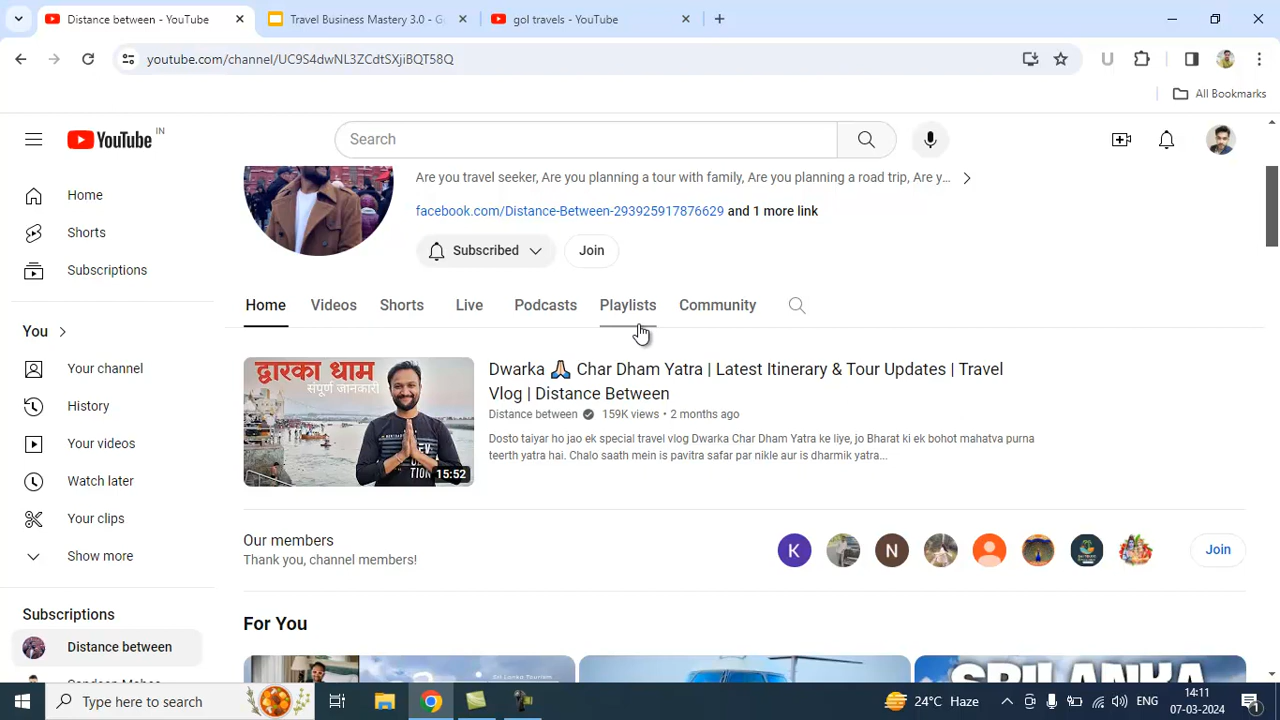 Distance between - YouTube
Travel Business Mastery 3.0 - G
gol travels - YouTube
youtube.com/channel/UC9S4dwNL3ZCdtSXjiBQT58Q
All Bookmarks
YouTube IN
Search
Home
Shorts
Subscriptions
You
Your channel
History
Your videos
Watch later
Your clips
Show more
Subscriptions
Distance between
Are you travel seeker, Are you planning a tour with family, Are you planning a road trip, Are y...
facebook.com/Distance-Between-293925917876629 and 1 more link
Subscribed
Join
Home
Videos
Shorts
Live
Podcasts
Playlists
Community
द्वारका धाम
संपूर्ण जानकारी
15:52
Dwarka 🙏 Char Dham Yatra | Latest Itinerary & Tour Updates | Travel
Vlog | Distance Between
Distance between 159K views • 2 months ago
Dosto taiyar ho jao ek special travel vlog Dwarka Char Dham Yatra ke liye, jo Bharat ki ek bohot mahatva purna
teerth yatra hai. Chalo saath mein is pavitra safar par nikle aur is dharmik yatra...
Our members
Thank you, channel members!
K
N
Join
For You
SRI LANKA
Type here to search
24°C Haze
ENG
14:11
07-03-2024